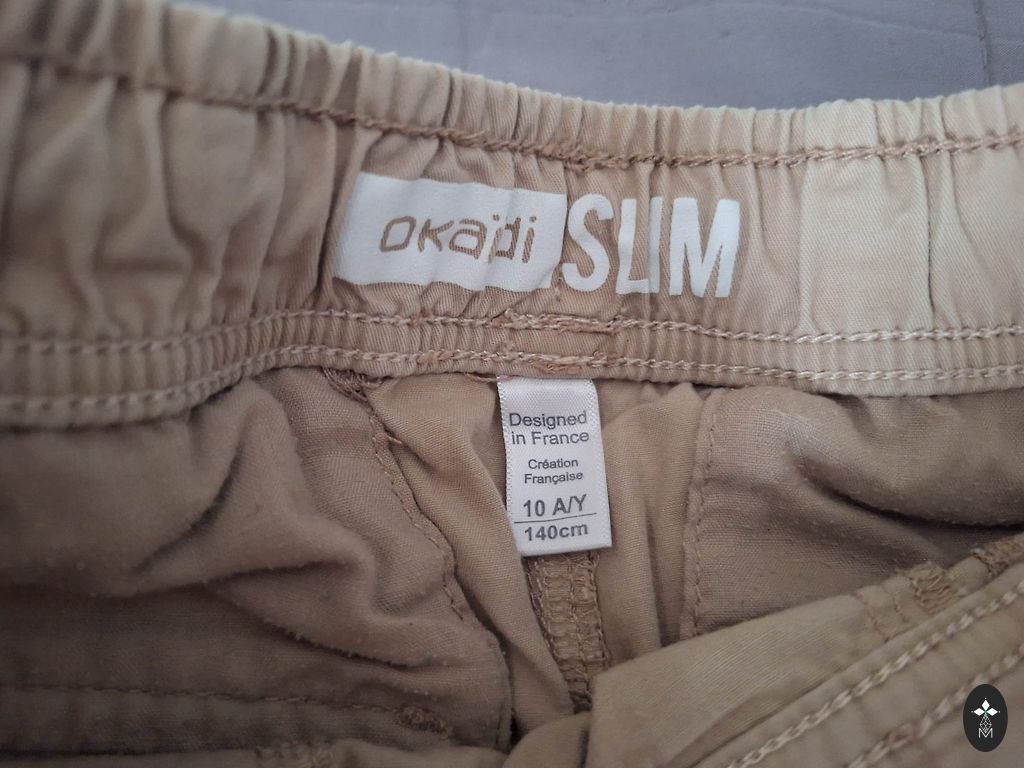 okaïdi SLIM
Designed
in France
Création
Française
10 A/Y
140cm
M